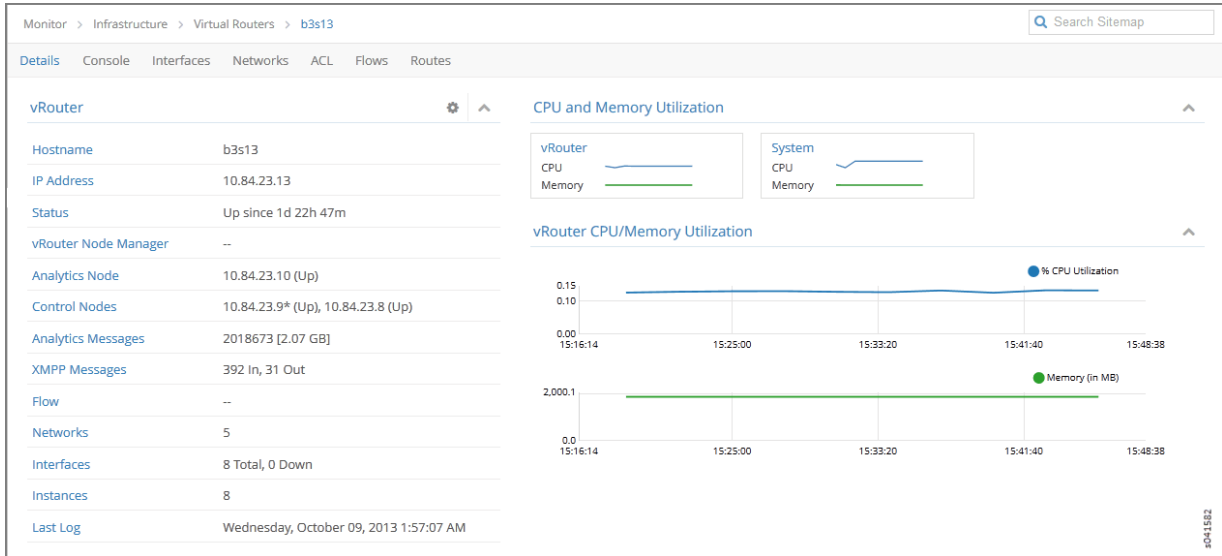 Monitor > Infrastructure > Virtual Routers > b3s13
Search Sitemap
Details Console Interfaces Networks ACL Flows Routes
vRouter
Hostname b3s13
IP Address 10.84.23.13
Status Up since 1d 22h 47m
vRouter Node Manager --
Analytics Node 10.84.23.10 (Up)
Control Nodes 10.84.23.9* (Up), 10.84.23.8 (Up)
Analytics Messages 2018673 [2.07 GB]
XMPP Messages 392 In, 31 Out
Flow --
Networks 5
Interfaces 8 Total, 0 Down
Instances 8
Last Log Wednesday, October 09, 2013 1:57:07 AM
CPU and Memory Utilization
vRouter
CPU
Memory
System
CPU
Memory
vRouter CPU/Memory Utilization
% CPU Utilization
0.15
0.10
0.00
15:16:14 15:25:00 15:33:20 15:41:40 15:48:38
Memory (in MB)
2,000.1
0.0
15:16:14 15:25:00 15:33:20 15:41:40 15:48:38
s041582